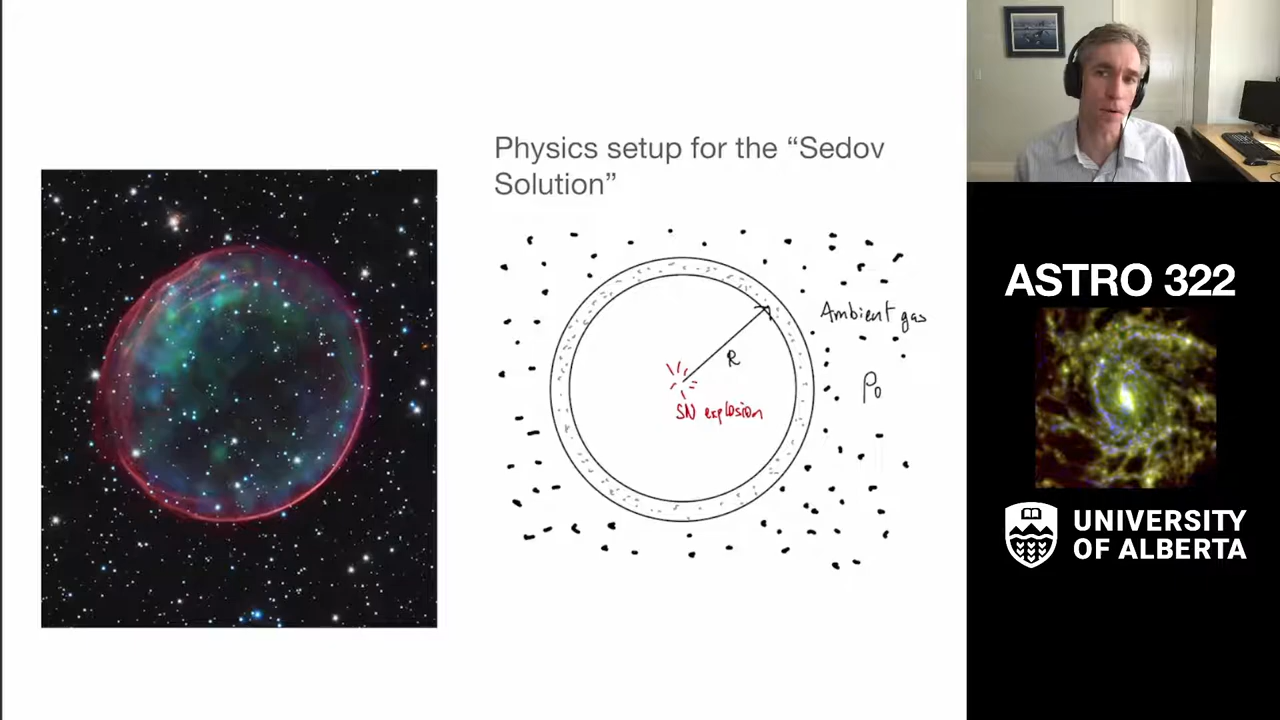 Physics setup for the “Sedov
Solution”
Ambient gas
R
ρ₀
SN explosion
ASTRO 322
UNIVERSITY
OF ALBERTA